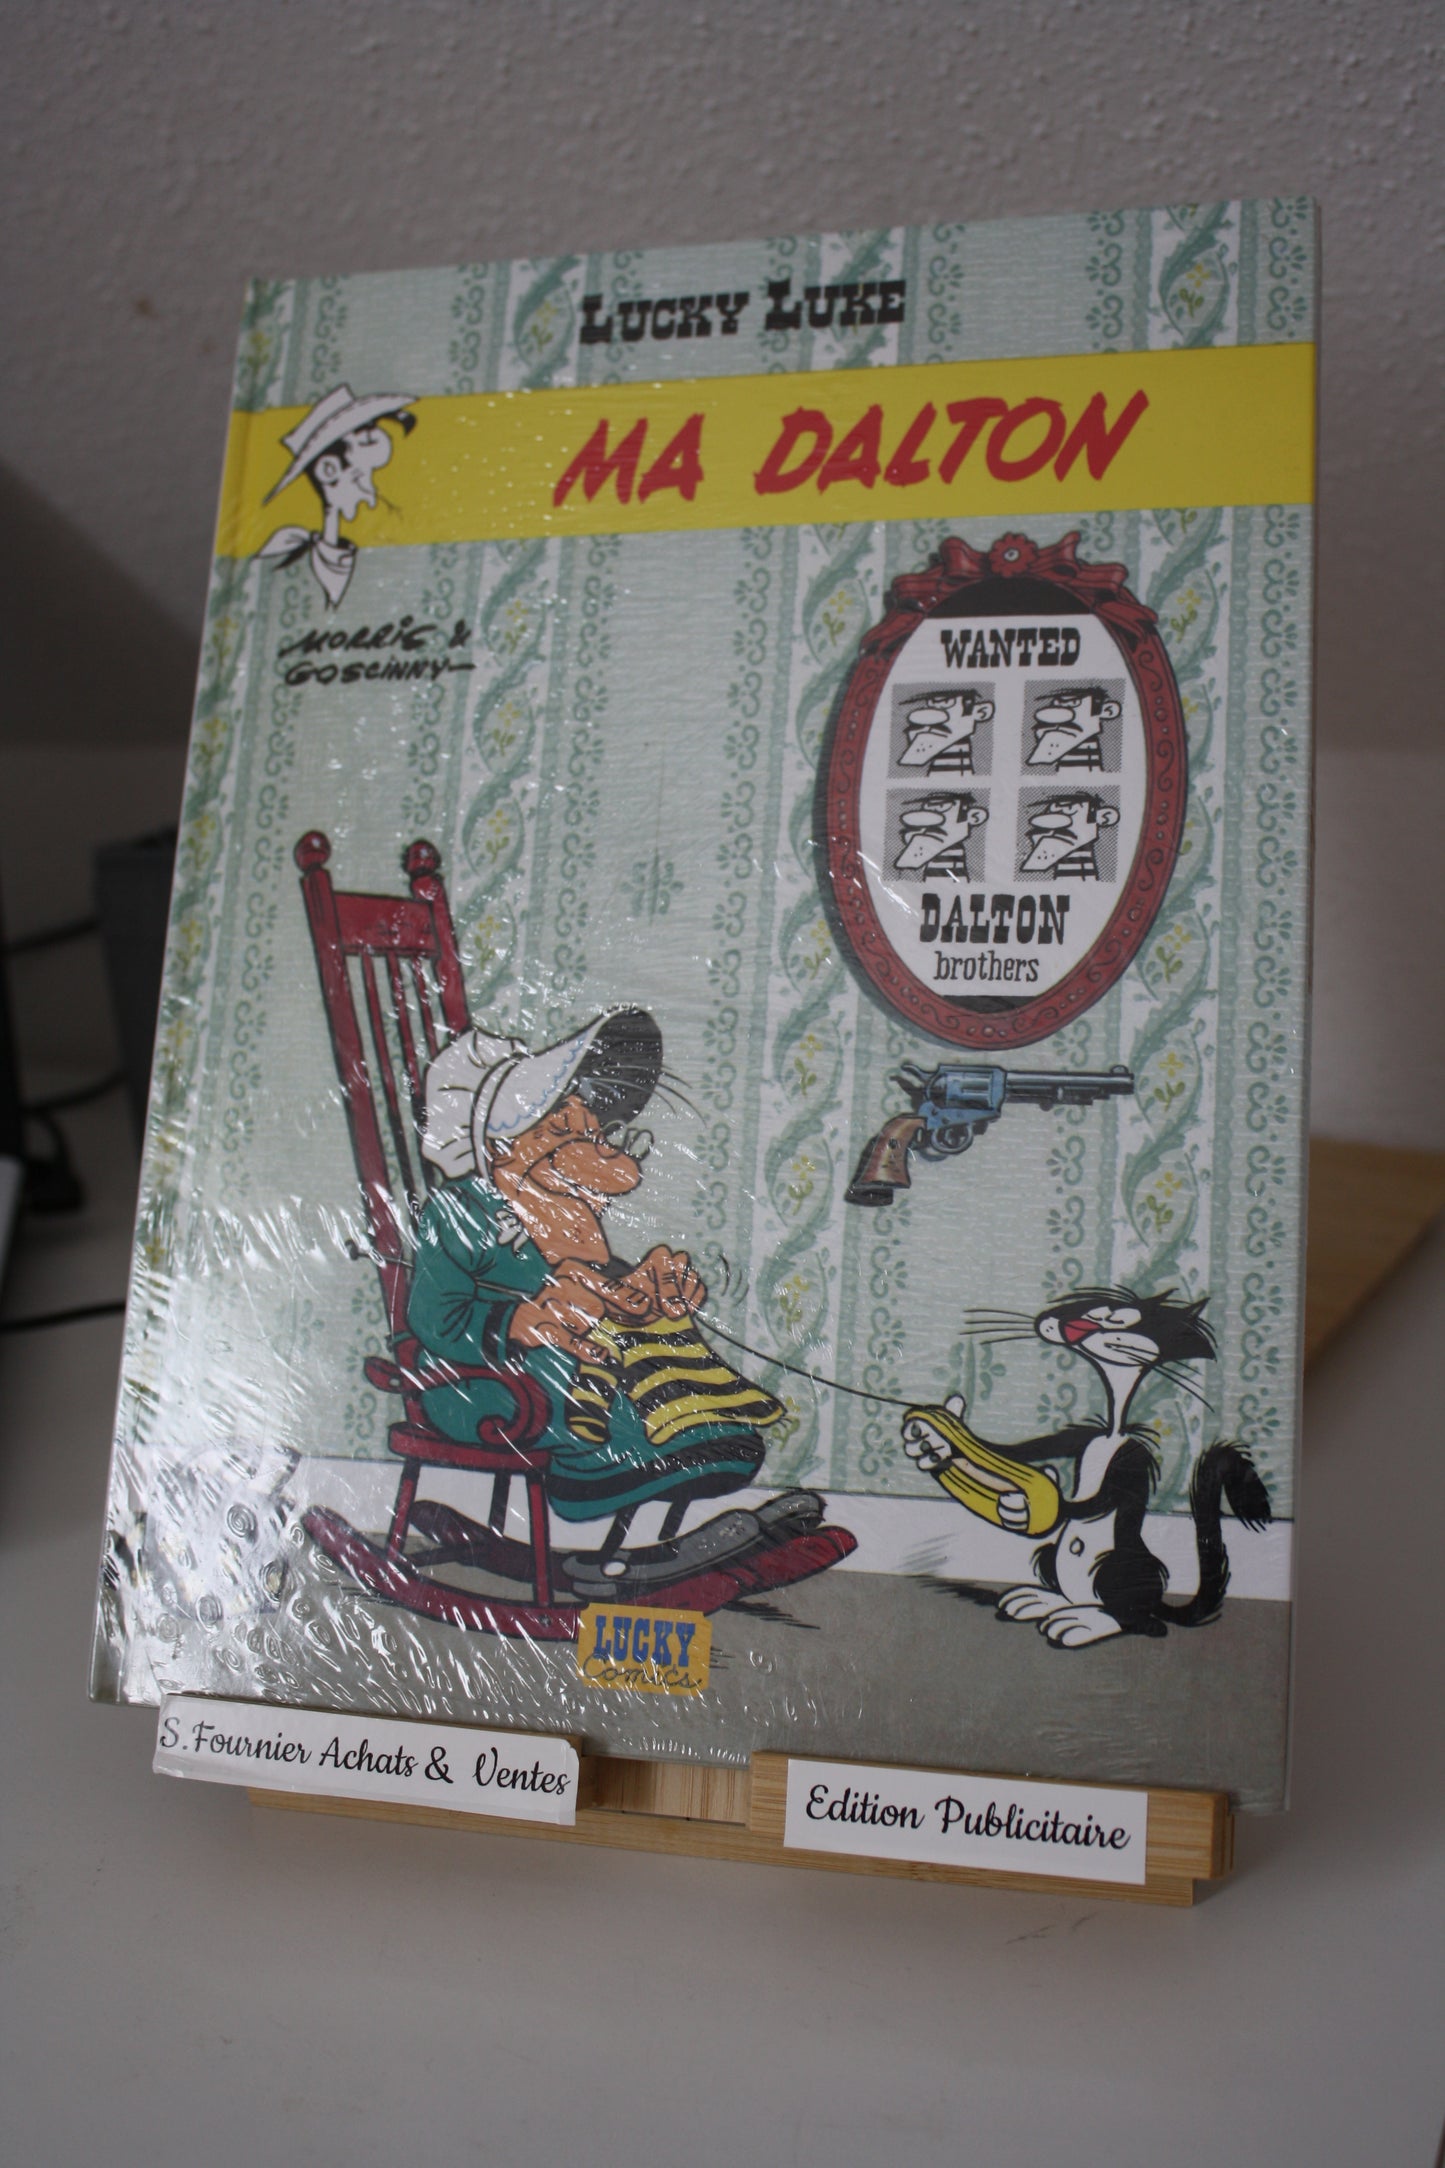 LUCKY LUKE
MA DALTON
MORRIS &
GOSCINNY
WANTED
DALTON
brothers
LUCKY
Comics
S.Fournier Achats & Ventes
Edition Publicitaire